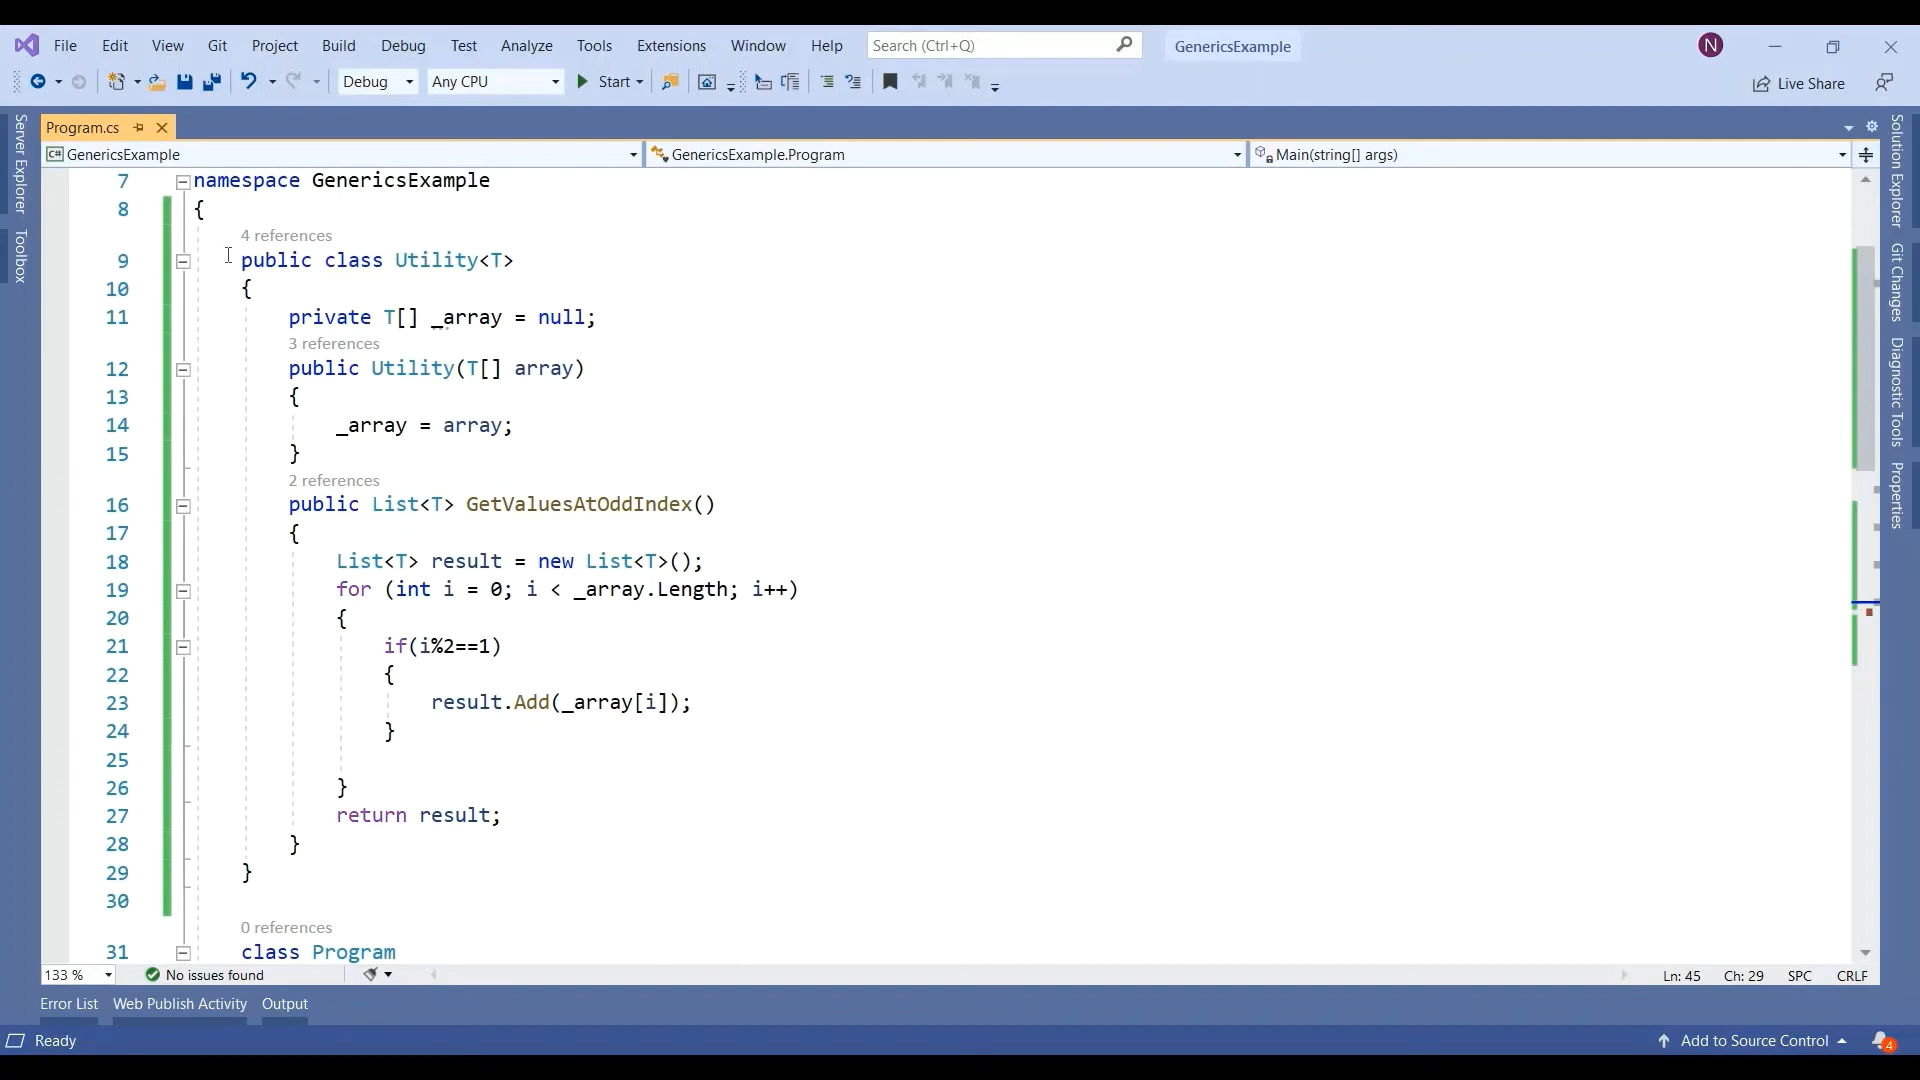 File Edit View Git Project Build Debug Test Analyze Tools Extensions Window Help Search (Ctrl+Q) GenericsExample N
Debug Any CPU Start Live Share
Server Explorer
Toolbox
Program.cs
GenericsExample GenericsExample.Program Main(string[] args)
7 namespace GenericsExample
8 {
4 references
9 public class Utility<T>
10 {
11 private T[] _array = null;
3 references
12 public Utility(T[] array)
13 {
14 _array = array;
15 }
2 references
16 public List<T> GetValuesAtOddIndex()
17 {
18 List<T> result = new List<T>();
19 for (int i = 0; i < _array.Length; i++)
20 {
21 if(i%2==1)
22 {
23 result.Add(_array[i]);
24 }
25
26 }
27 return result;
28 }
29 }
30
0 references
31 class Program
Solution Explorer
Git Changes
Diagnostic Tools
Properties
133 % No issues found Ln: 45 Ch: 29 SPC CRLF
Error List Web Publish Activity Output
Ready Add to Source Control 4